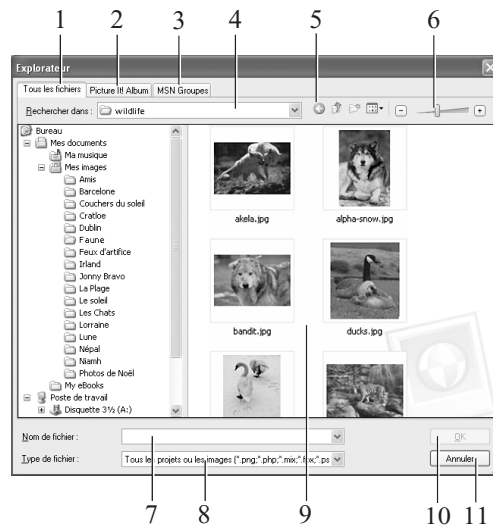 1 2 3 4 5 6
Explorateur
Tous les fichiers Picture It! Album MSN Groupes
Rechercher dans : wildlife
Bureau
Mes documents
Ma musique
Mes images
Amis
Barcelone
Couchers du soleil
Cratloe
Dublin
Faune
Feux d'artifice
Irland
Jonny Bravo
La Plage
Le soleil
Les Chats
Lorraine
Lune
Népal
Niamh
Photos de Noël
My eBooks
Poste de travail
Disquette 3½ (A:)
akela.jpg alpha-snow.jpg
bandit.jpg ducks.jpg
Nom de fichier : OK
Type de fichier : Tous les projets ou les images (*.png;*.php;*.mix;*.fpx;*.ps Annuler
7 8 9 10 11